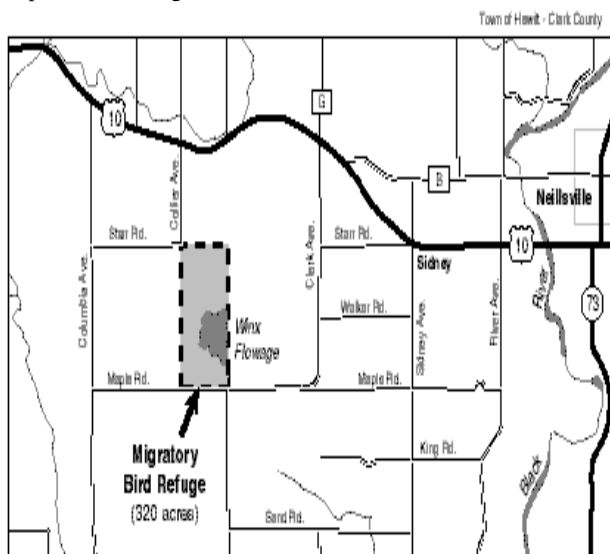 Town of Hewitt - Clark County
G
10
Collier Ave.
B
Neillsville
Starr Rd.
Starr Rd.
Sidney
10
Columbia Ave.
Clark Ave.
Sidney Ave.
River Ave.
River
Walker Rd.
73
Flowage
Maple Rd.
Maple Rd.
Migratory
Bird Refuge
(320 acres)
King Rd.
Black
Sand Rd.